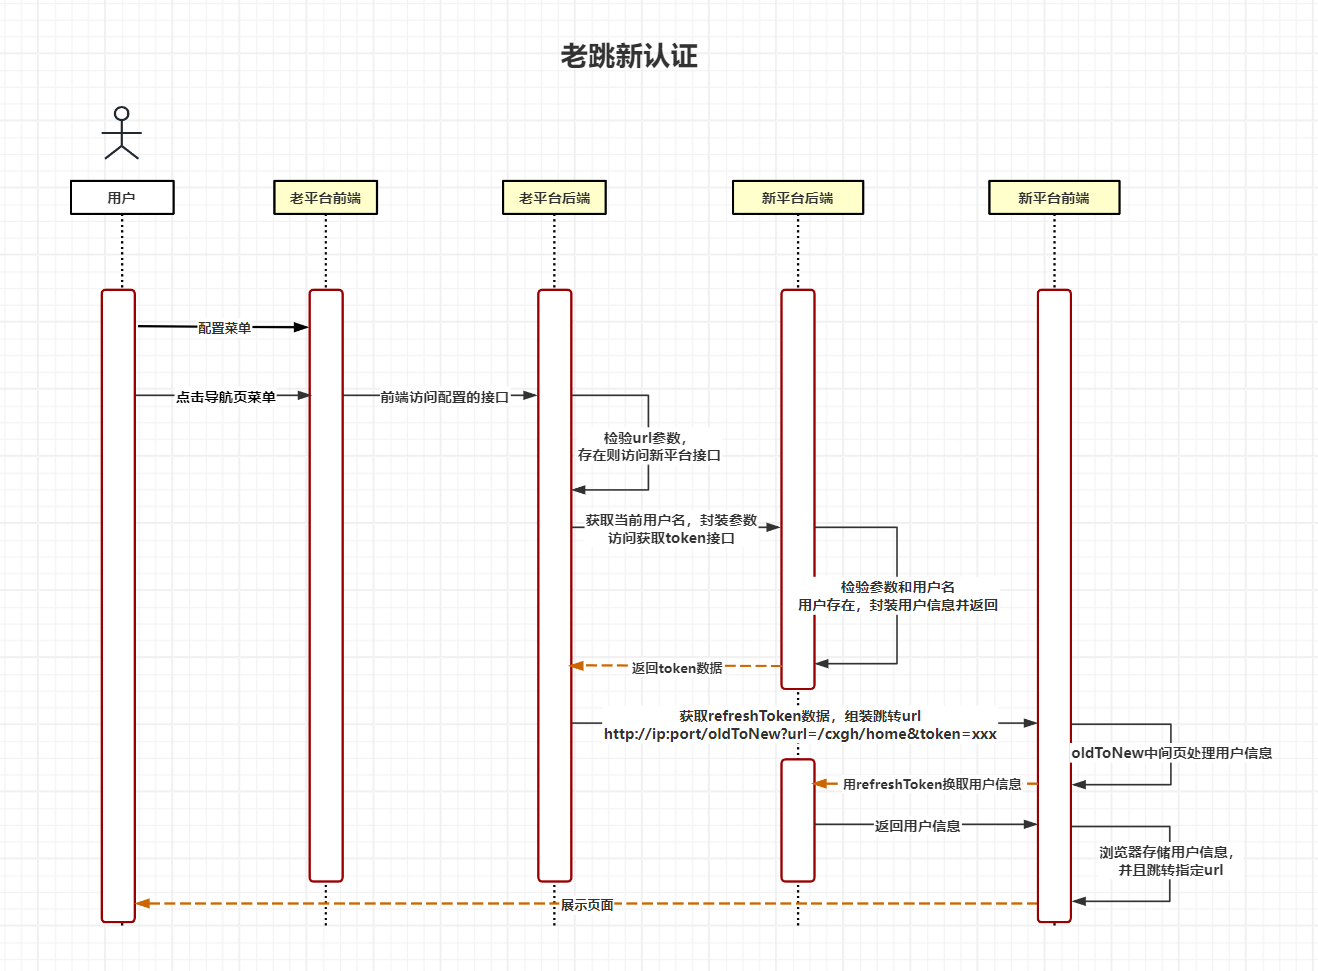 老跳新认证
用户
老平台前端
老平台后端
新平台后端
新平台前端
配置菜单
点击导航页菜单
前端访问配置的接口
检验url参数，
存在则访问新平台接口
获取当前用户名，封装参数
访问获取token接口
检验参数和用户名
用户存在，封装用户信息并返回
返回token数据
获取refreshToken数据，组装跳转url
http://ip:port/oldToNew?url=/cxgh/home&token=xxx
oldToNew中间页处理用户信息
用refreshToken换取用户信息
返回用户信息
浏览器存储用户信息，
并且跳转指定url
展示页面